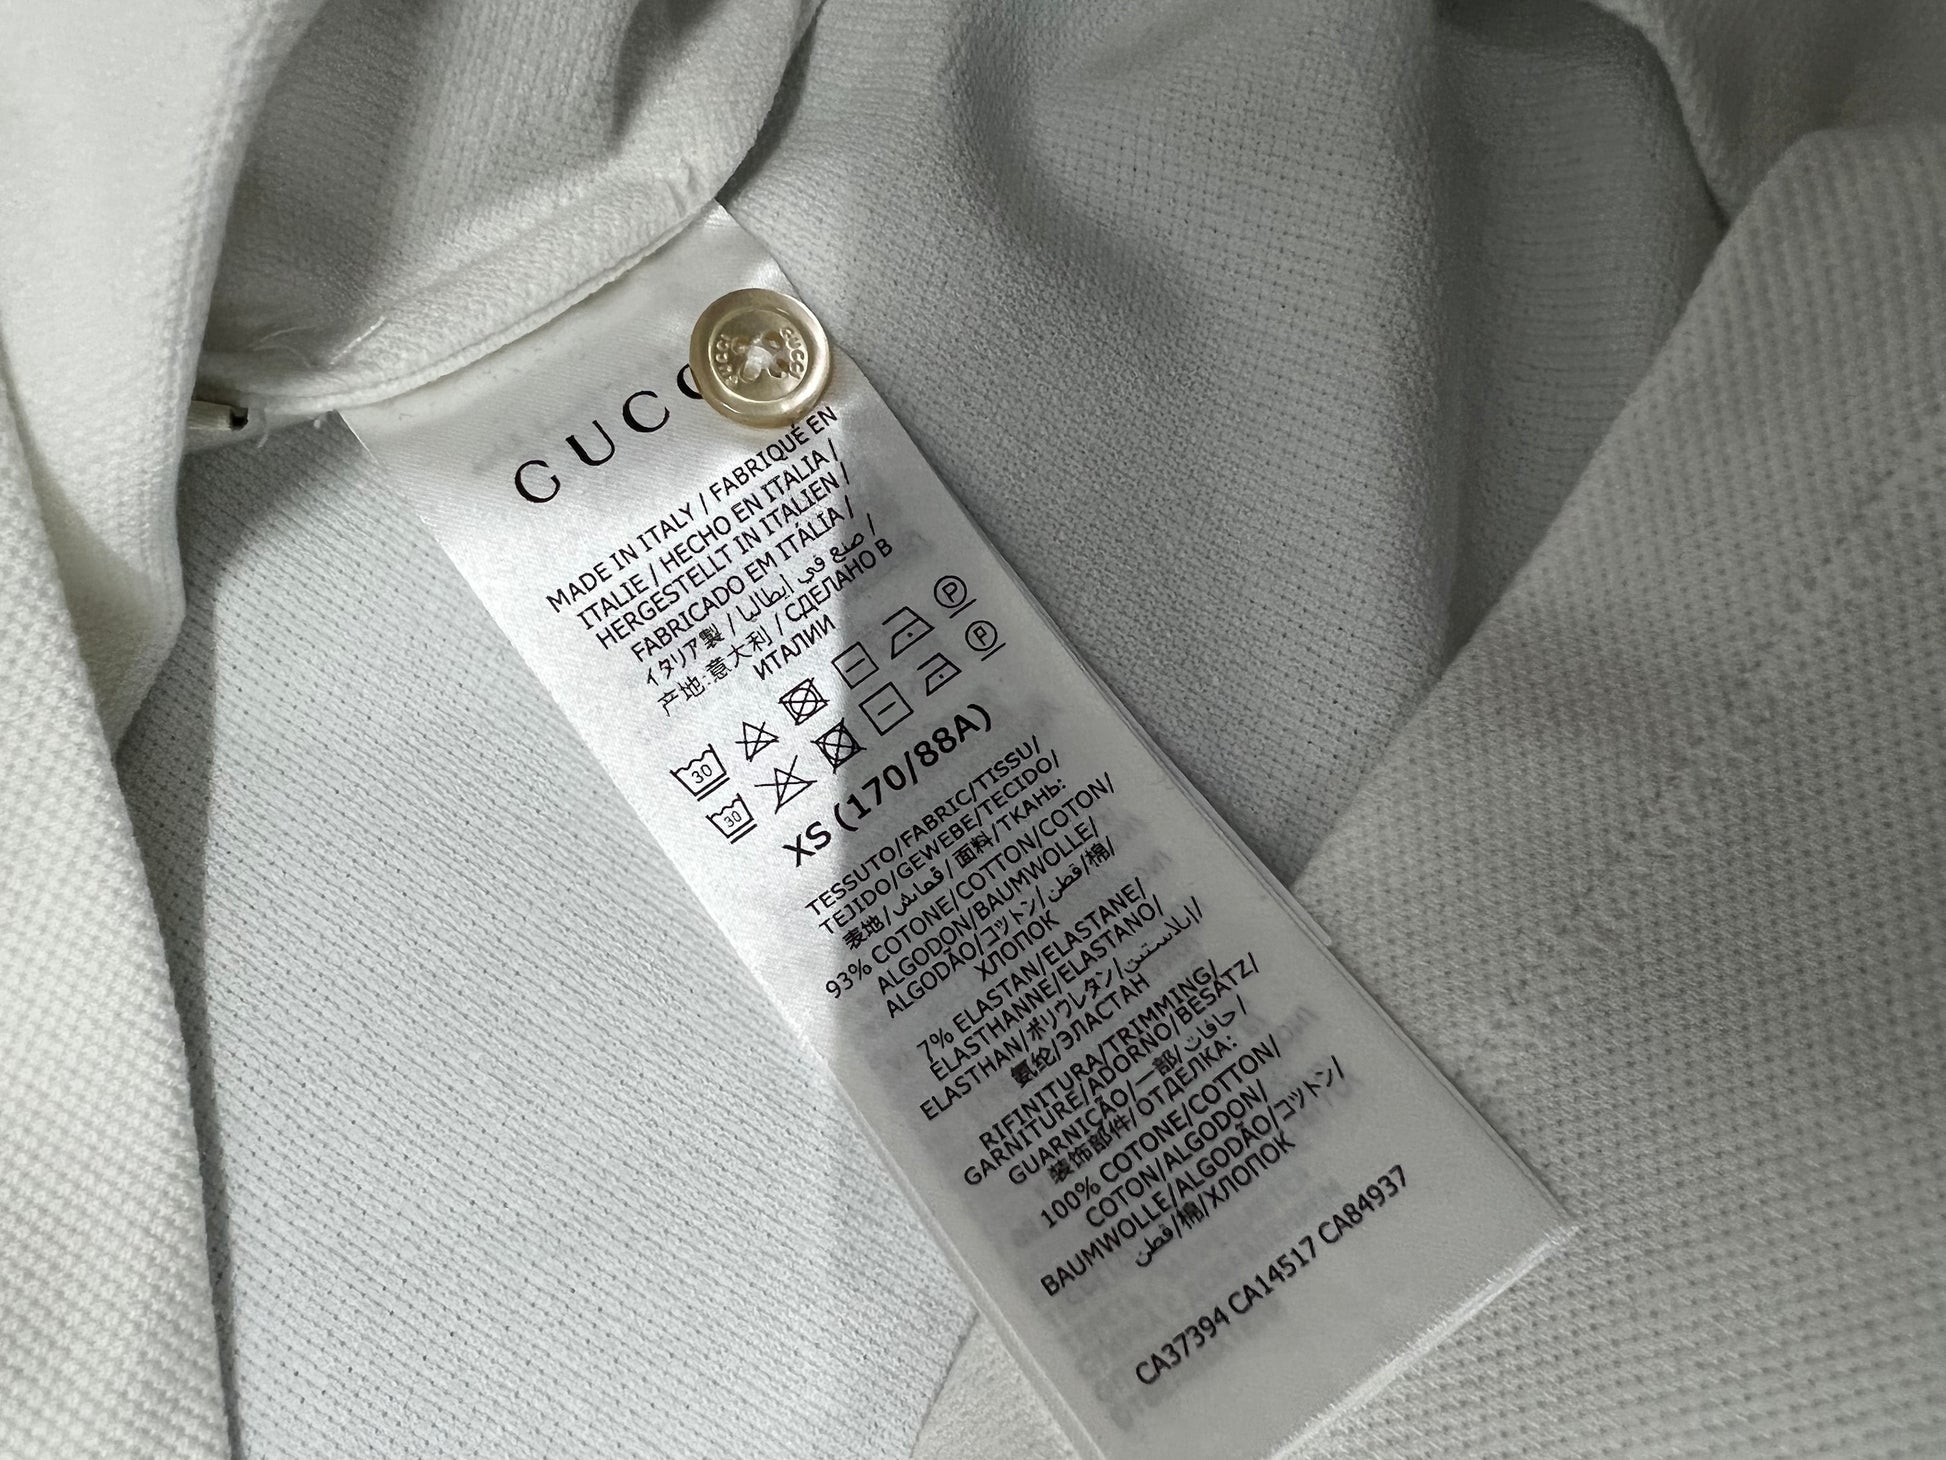 GUCCI GUCCI
GUCC
MADE IN ITALY / FABRIQUÉ EN
ITALIE / HECHO EN ITALIA /
HERGESTELLT IN ITALIEN /
FABRICADO EM ITÁLIA /
イタリア製 / صنع في إيطاليا /
产地:意大利 / СДЕЛАНО В
ИТАЛИИ
30 P
30 P
XS (170/88A)
TESSUTO/FABRIC/TISSU/
TEJIDO/GEWEBE/TECIDO/
表地/قماش/面料/ТКАНЬ:
93% COTONE/COTTON/COTON/
ALGODON/BAUMWOLLE/
ALGODÃO/コットン/قطن/棉/
ХЛОПОК
7% ELASTAN/ELASTANE/
ELASTHANNE/ELASTANO/
ELASTHAN/ポリウレタン/إيلاستين/
氨纶/ЭЛАСТАН
RIFINITURA/TRIMMING/
GARNITURE/ADORNO/BESATZ/
GUARNIÇÃO/一部/حافات/
装饰部件/ОТДЕЛКА:
100% COTONE/COTTON/
COTON/ALGODON/
BAUMWOLLE/ALGODÃO/コットン/
قطن/棉/ХЛОПОК
CA37394 CA14517 CA84937